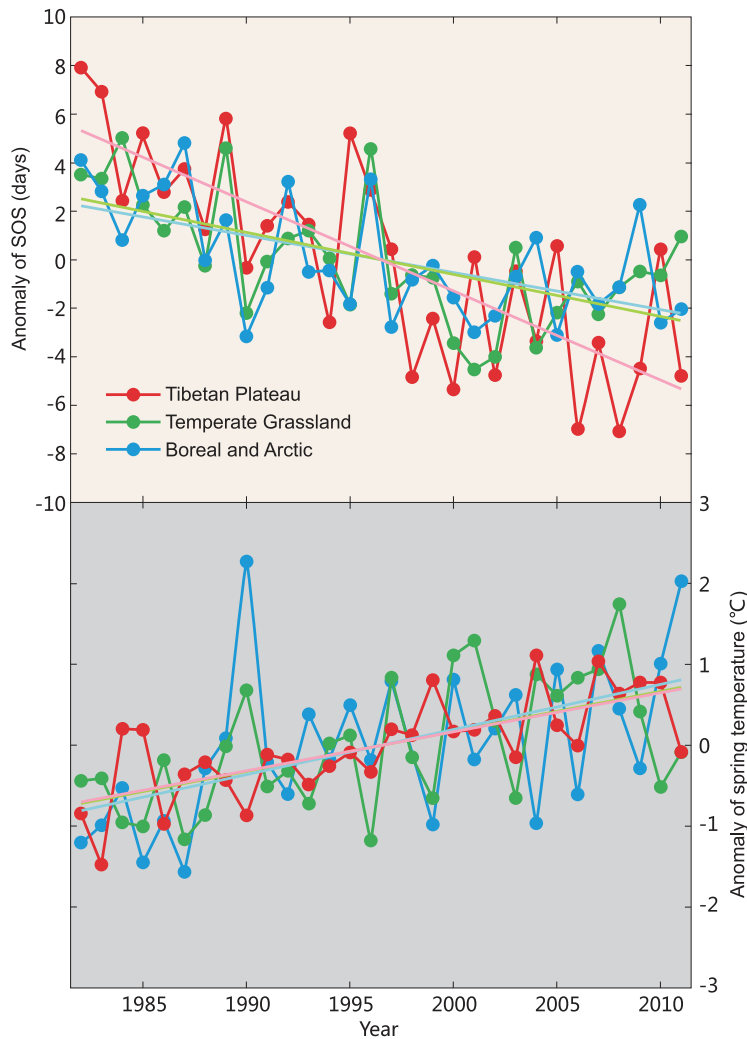 10
8
6
4
2
0
-2
-4
-6
-8
-10
Anomaly of SOS (days)
Tibetan Plateau
Temperate Grassland
Boreal and Arctic
3
2
1
0
-1
-2
-3
Anomaly of spring temperature (℃)
1985 1990 1995 2000 2005 2010
Year